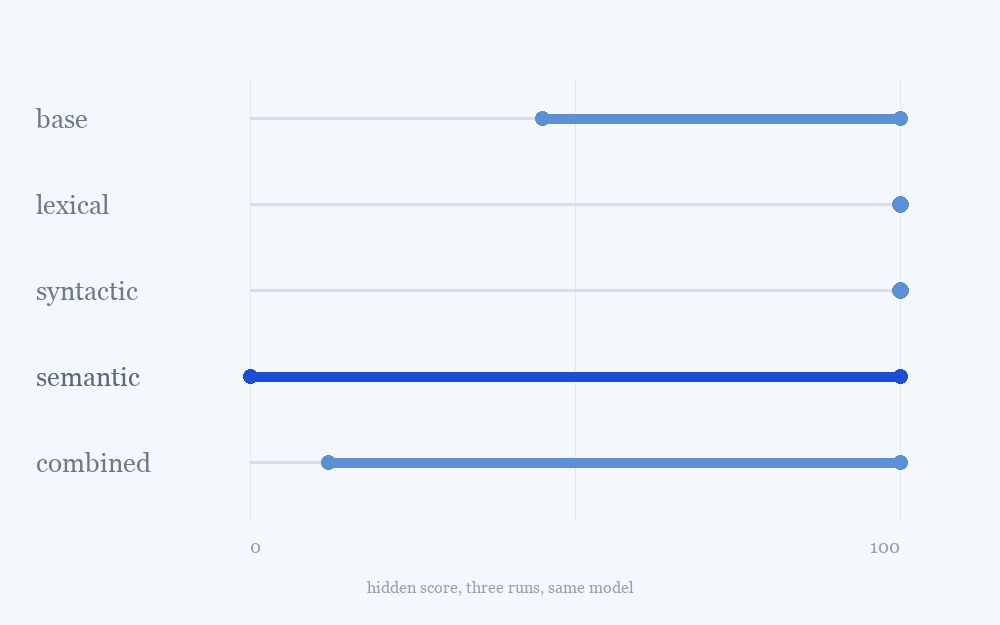 base
lexical
syntactic
semantic
combined
0 100
hidden score, three runs, same model